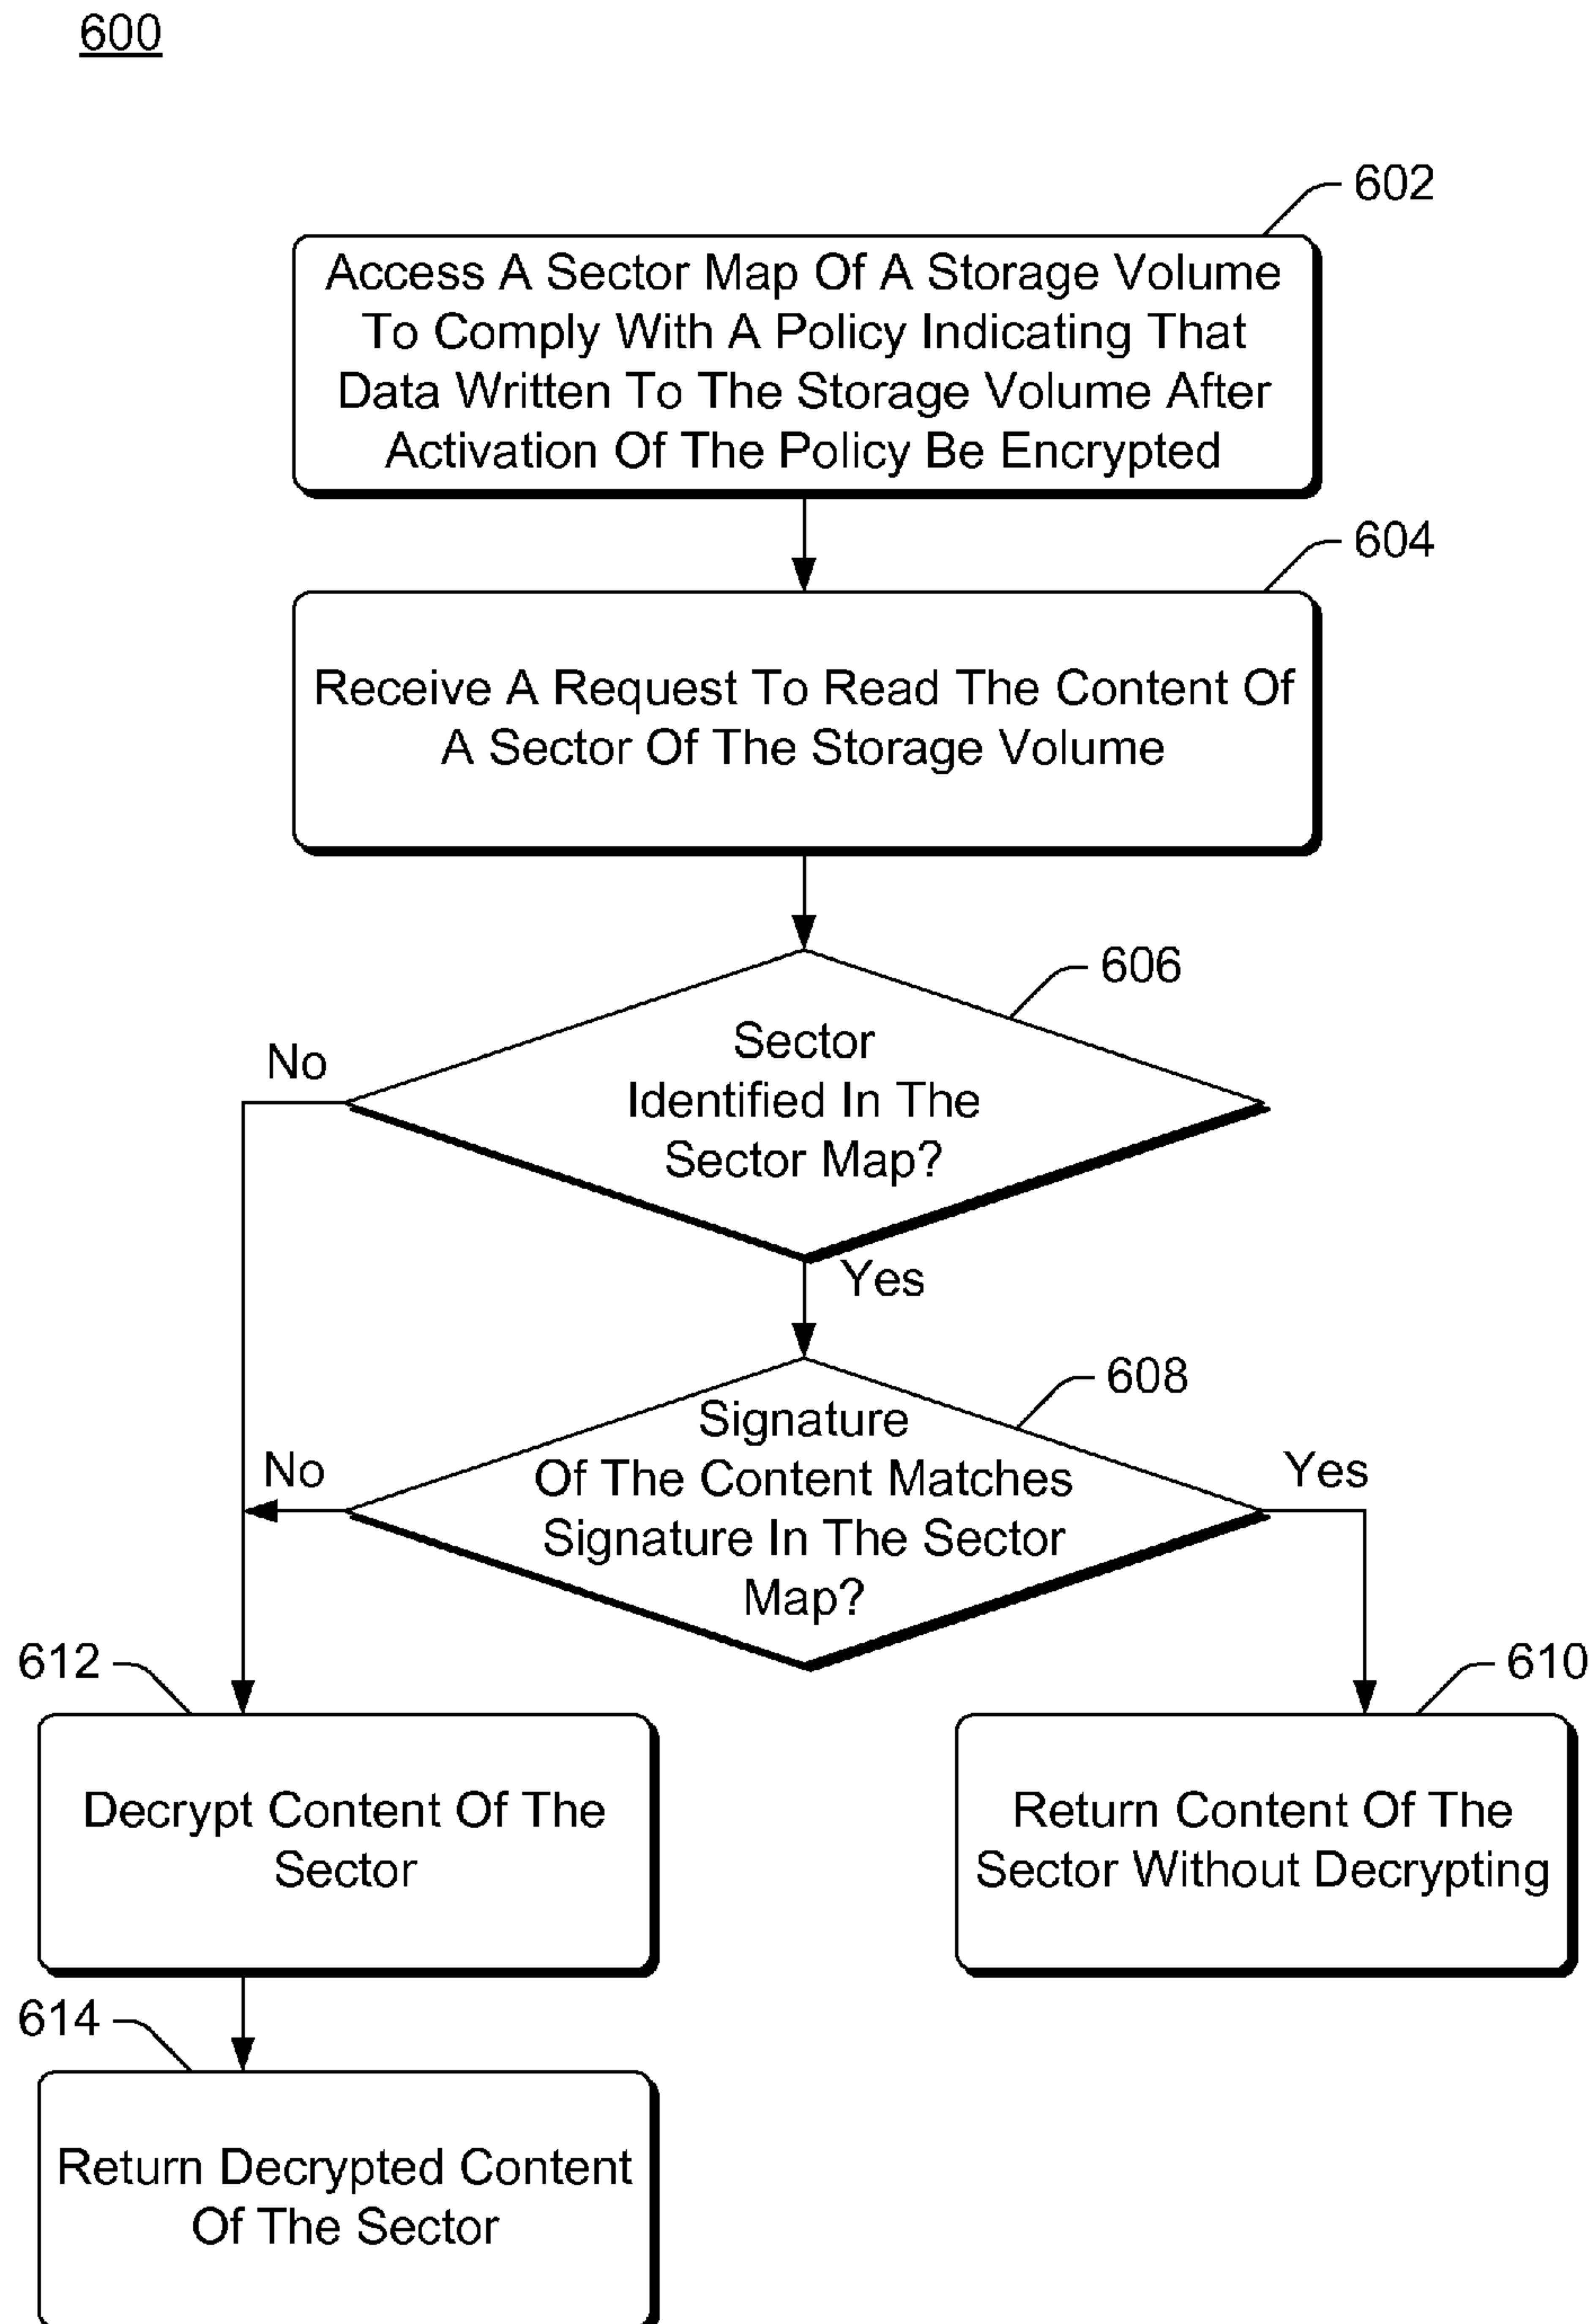 600
602
Access A Sector Map Of A Storage Volume
To Comply With A Policy Indicating That
Data Written To The Storage Volume After
Activation Of The Policy Be Encrypted
604
Receive A Request To Read The Content Of
A Sector Of The Storage Volume
606
Sector
Identified In The
Sector Map?
No
Yes
608
Signature
Of The Content Matches
Signature In The Sector
Map?
No
Yes
612
Decrypt Content Of The
Sector
610
Return Content Of The
Sector Without Decrypting
614
Return Decrypted Content
Of The Sector